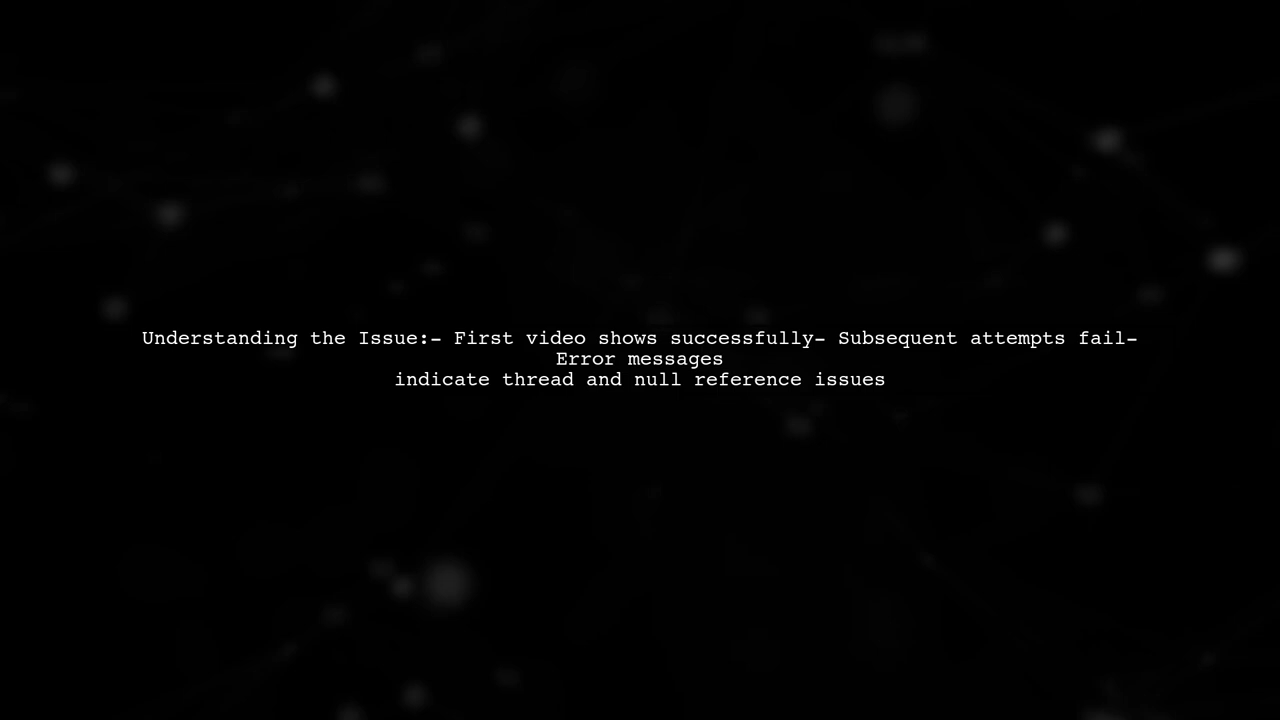 Understanding the Issue:- First video shows successfully- Subsequent attempts fail-
Error messages
indicate thread and null reference issues